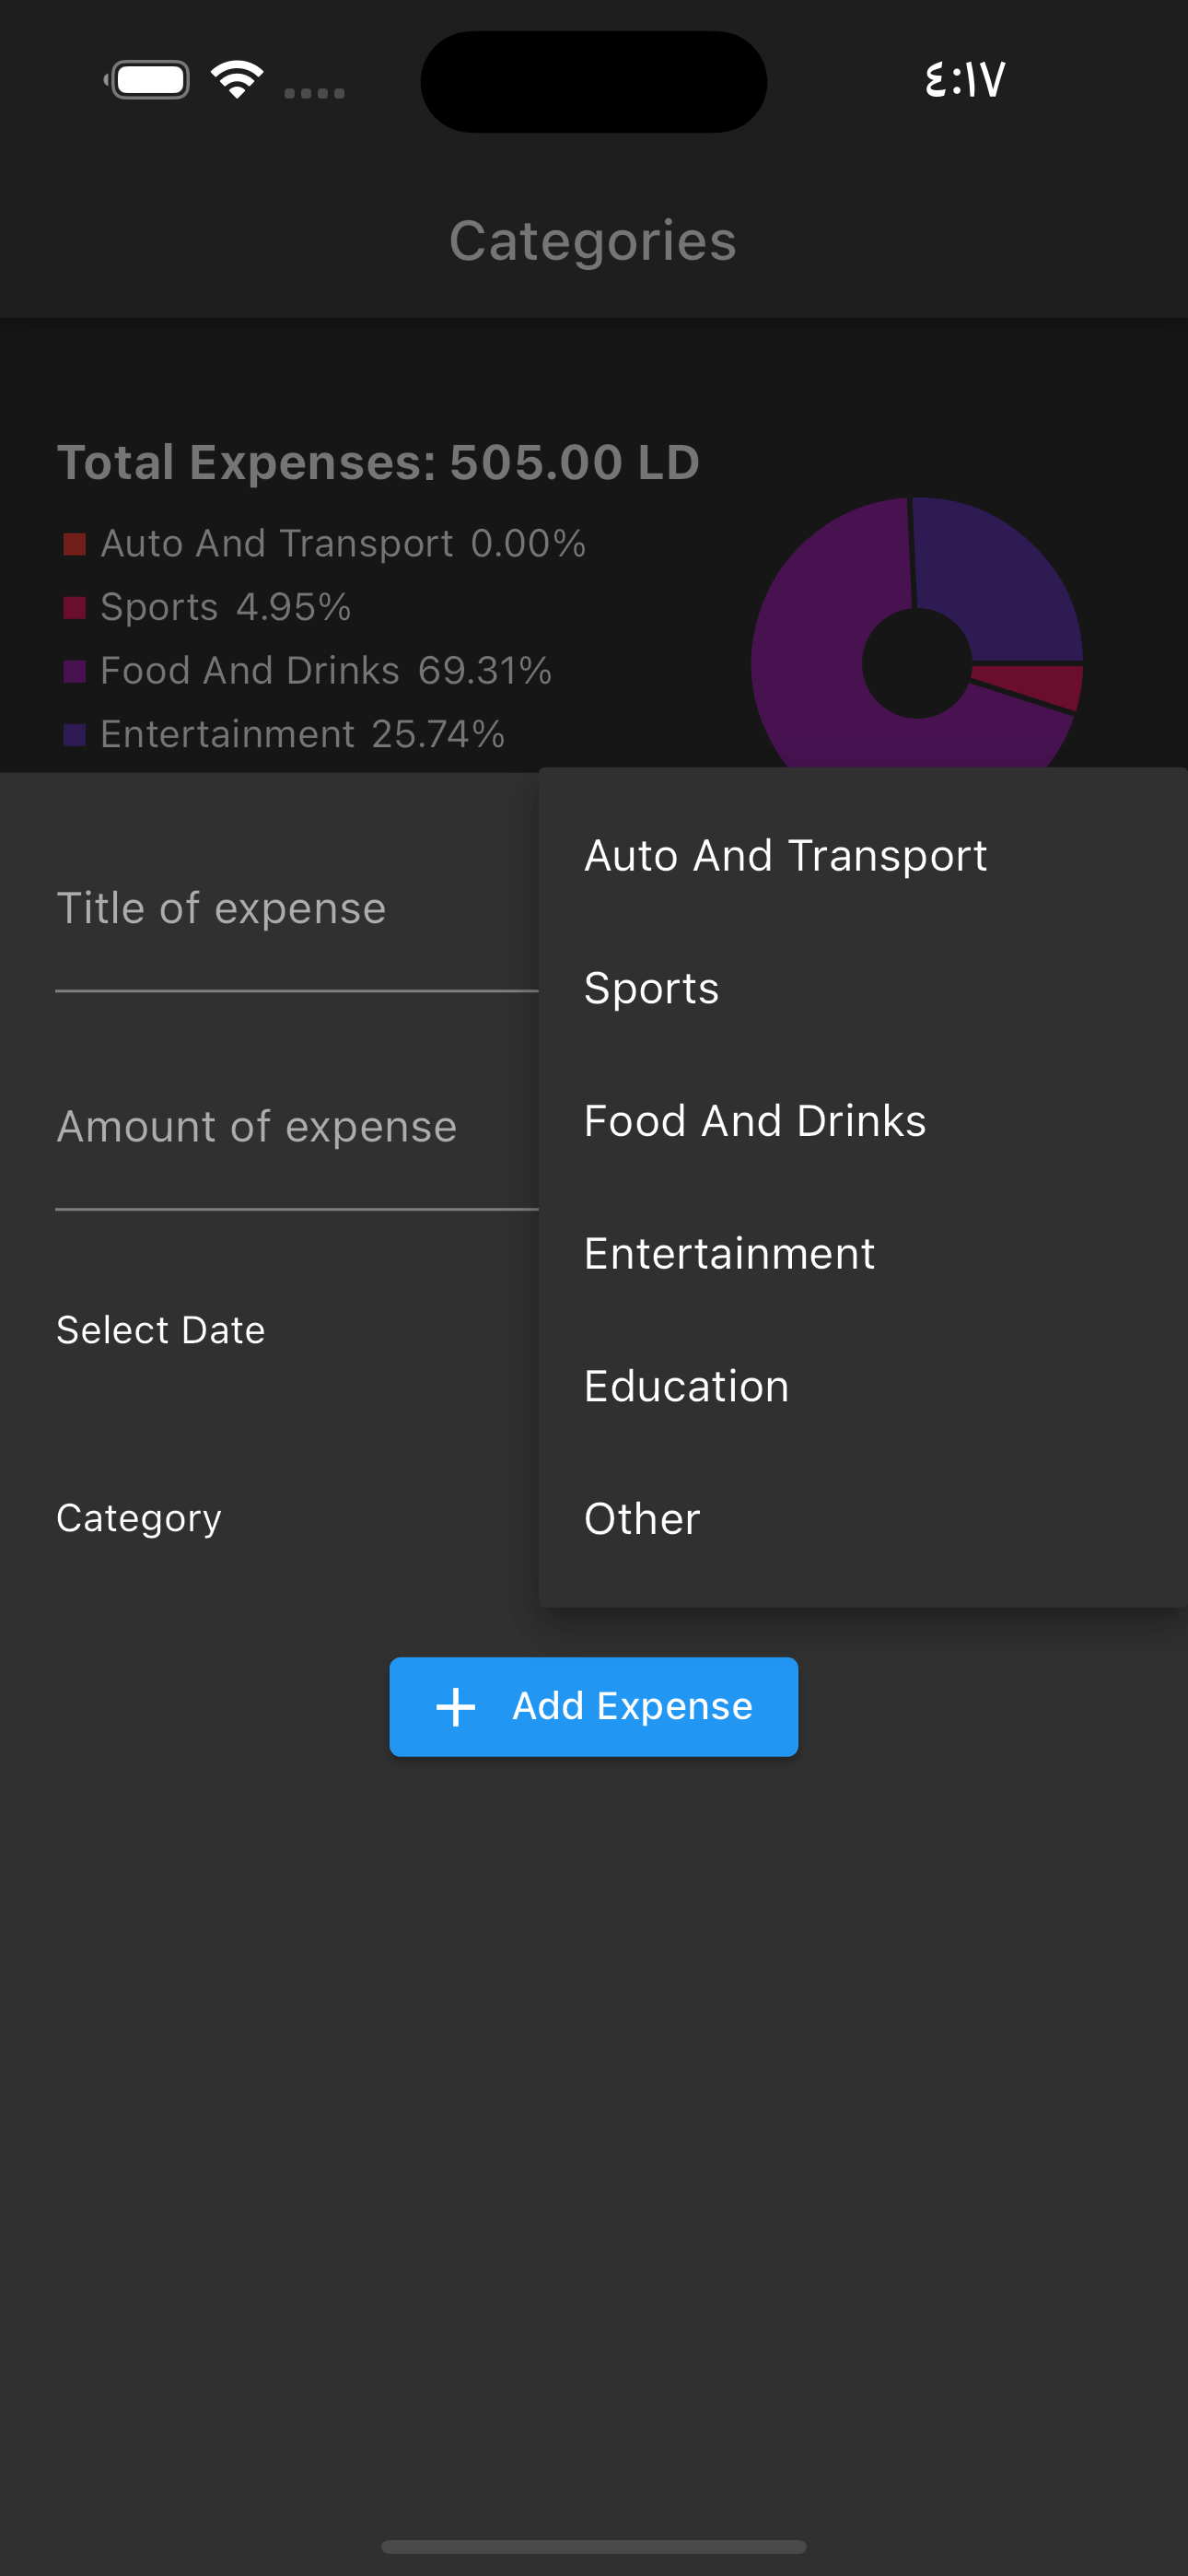 ٤:١٧
Categories
Total Expenses: 505.00 LD
Auto And Transport 0.00%
Sports 4.95%
Food And Drinks 69.31%
Entertainment 25.74%
Title of expense
Amount of expense
Select Date
Category
Auto And Transport
Sports
Food And Drinks
Entertainment
Education
Other
Add Expense